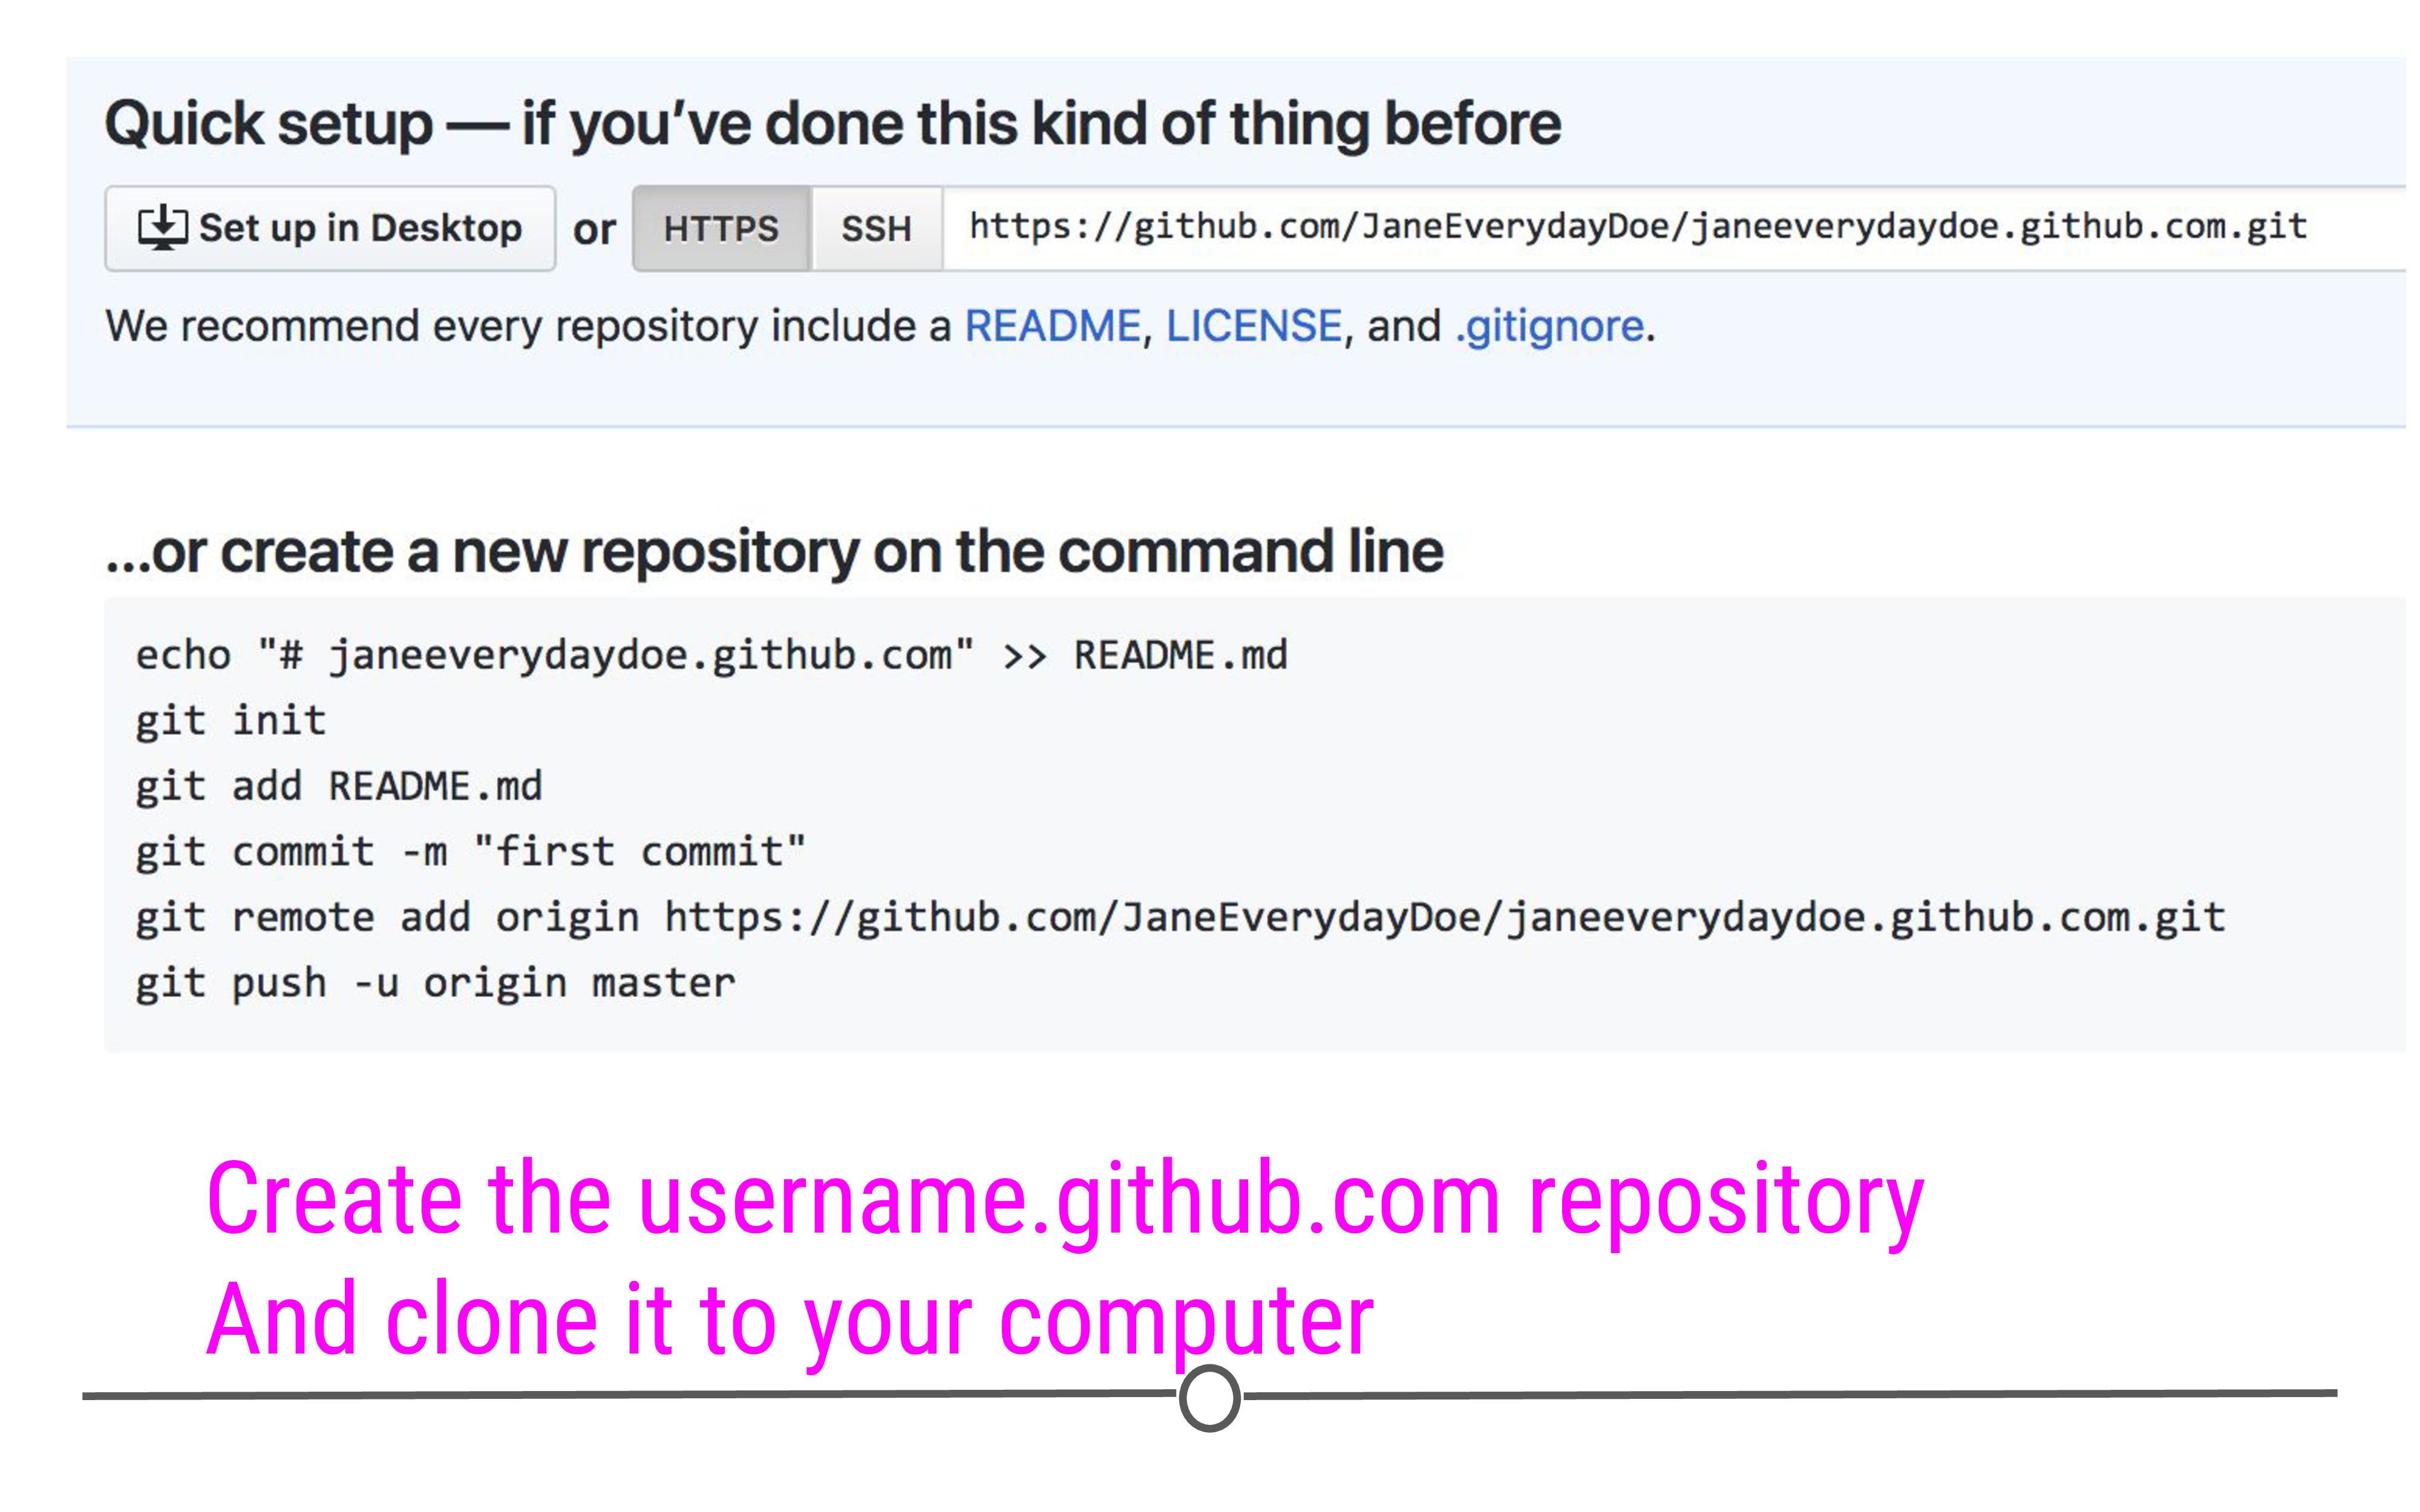 Quick setup — if you've done this kind of thing before
Set up in Desktop or HTTPS SSH https://github.com/JaneEverydayDoe/janeeverydaydoe.github.com.git
We recommend every repository include a README, LICENSE, and .gitignore.
...or create a new repository on the command line
echo "# janeeverydaydoe.github.com" >> README.md
git init
git add README.md
git commit -m "first commit"
git remote add origin https://github.com/JaneEverydayDoe/janeeverydaydoe.github.com.git
git push -u origin master
Create the username.github.com repository
And clone it to your computer